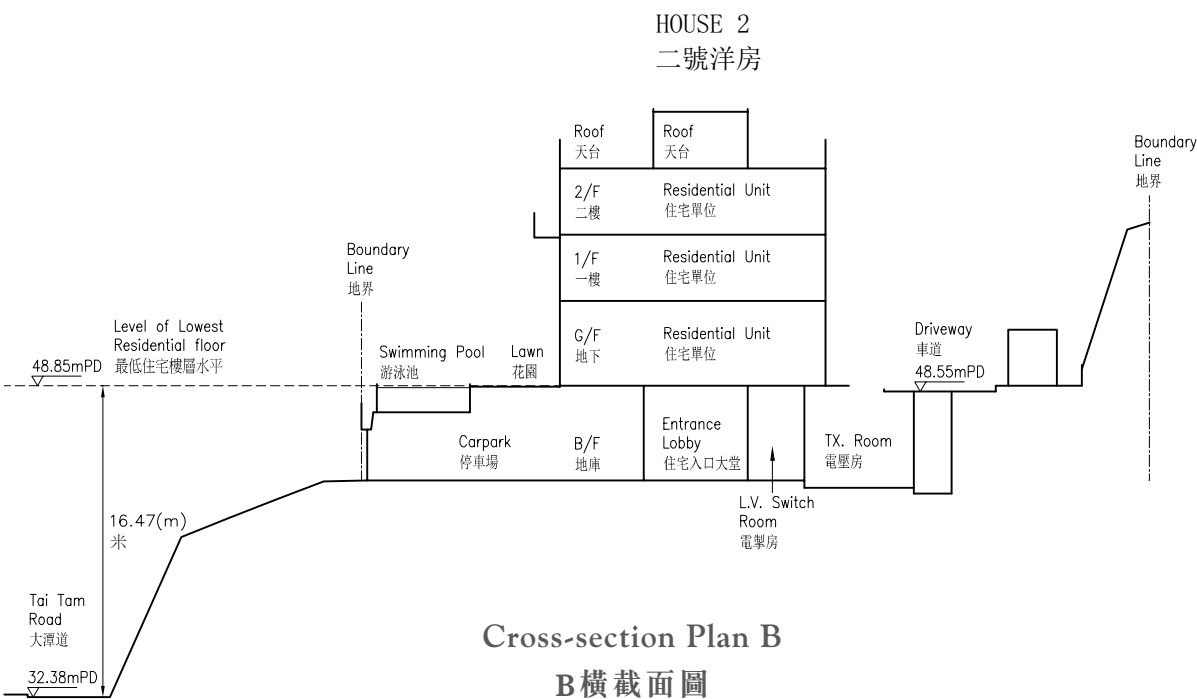 HOUSE 2
二號洋房
Roof
天台
Roof
天台
Boundary
Line
地界
2/F
二樓
Residential Unit
住宅單位
Boundary
Line
地界
1/F
一樓
Residential Unit
住宅單位
Level of Lowest
Residential floor
最低住宅樓層水平
48.85mPD
Swimming Pool
游泳池
Lawn
花園
G/F
地下
Residential Unit
住宅單位
Driveway
車道
48.55mPD
Carpark
停車場
B/F
地庫
Entrance
Lobby
住宅入口大堂
TX. Room
電壓房
L.V. Switch
Room
電掣房
16.47(m)
米
Tai Tam
Road
大潭道
32.38mPD
Cross-section Plan B
B橫截面圖